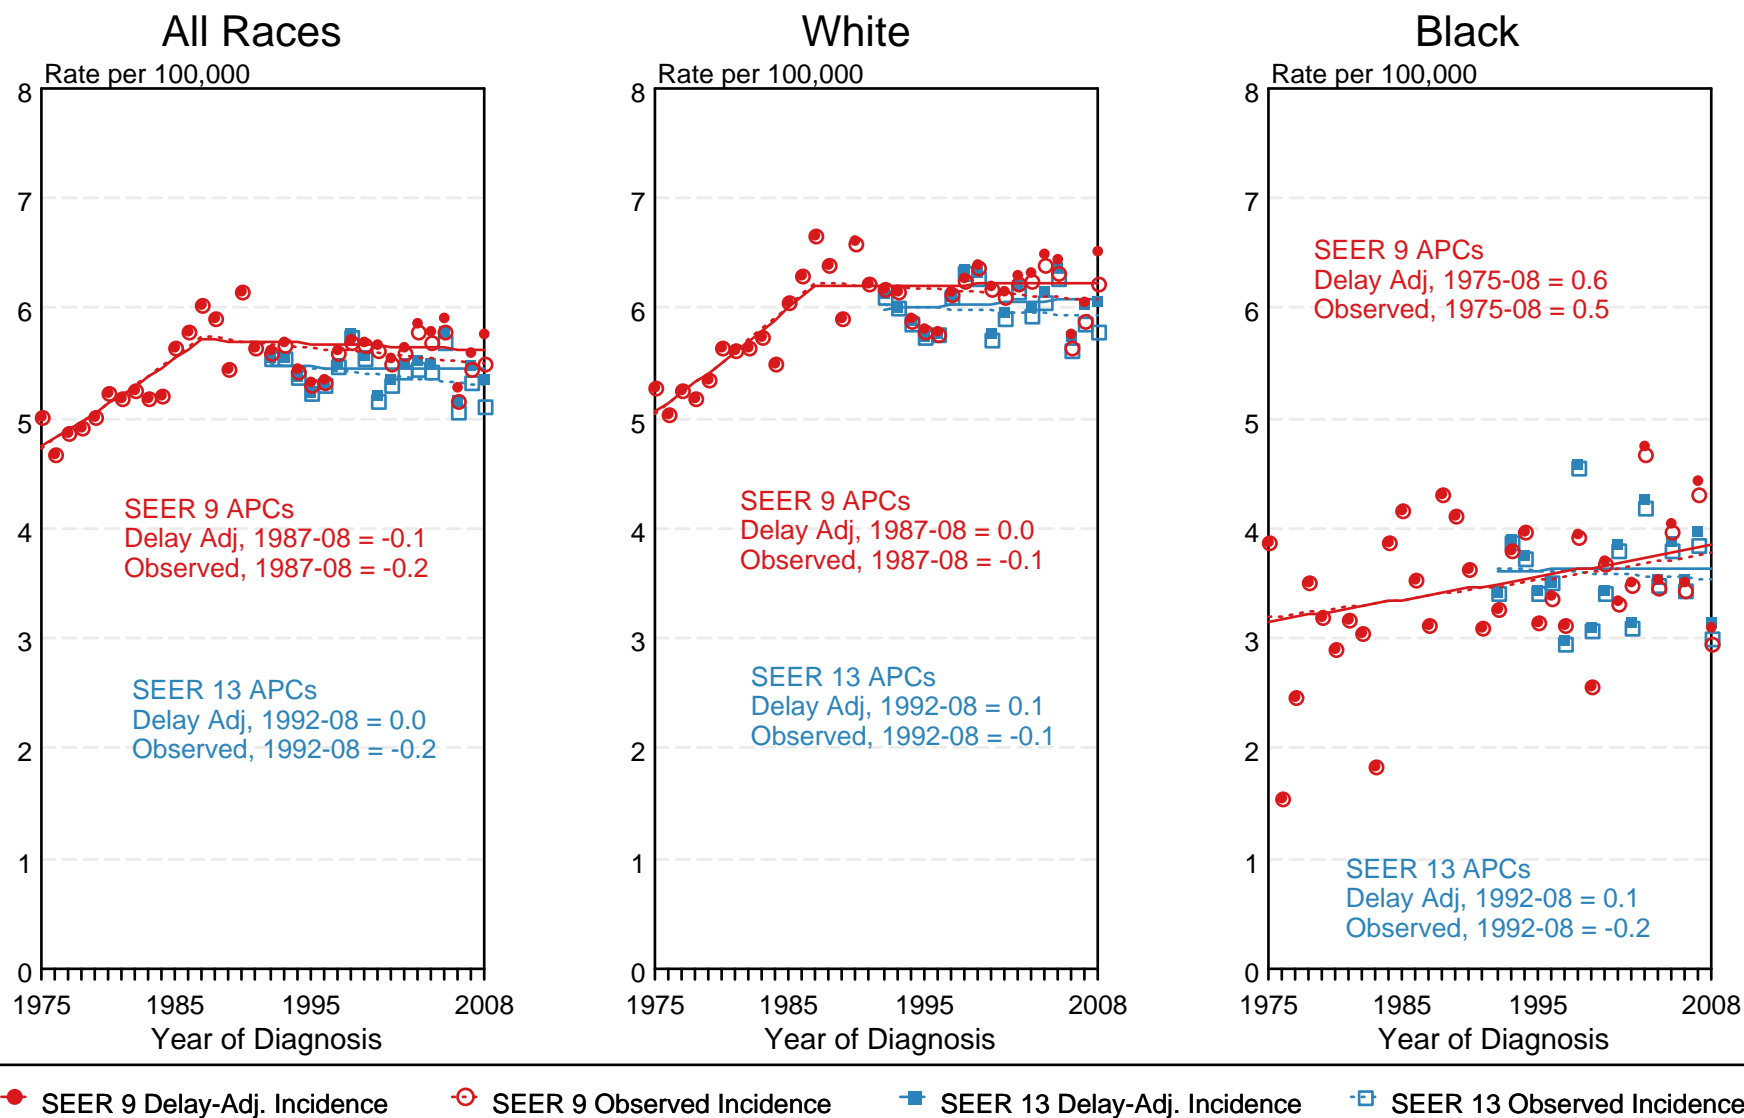 All Races
Rate per 100,000
8
7
6
5
4
3
2
1
0
SEER 9 APCs
Delay Adj, 1987-08 = -0.1
Observed, 1987-08 = -0.2
SEER 13 APCs
Delay Adj, 1992-08 = 0.0
Observed, 1992-08 = -0.2
1975 1985 1995 2008
Year of Diagnosis
White
Rate per 100,000
8
7
6
5
4
3
2
1
0
SEER 9 APCs
Delay Adj, 1987-08 = 0.0
Observed, 1987-08 = -0.1
SEER 13 APCs
Delay Adj, 1992-08 = 0.1
Observed, 1992-08 = -0.1
1975 1985 1995 2008
Year of Diagnosis
Black
Rate per 100,000
8
7
6
5
4
3
2
1
0
SEER 9 APCs
Delay Adj, 1975-08 = 0.6
Observed, 1975-08 = 0.5
SEER 13 APCs
Delay Adj, 1992-08 = 0.1
Observed, 1992-08 = -0.2
1975 1985 1995 2008
Year of Diagnosis
SEER 9 Delay-Adj. Incidence
SEER 9 Observed Incidence
SEER 13 Delay-Adj. Incidence
SEER 13 Observed Incidence